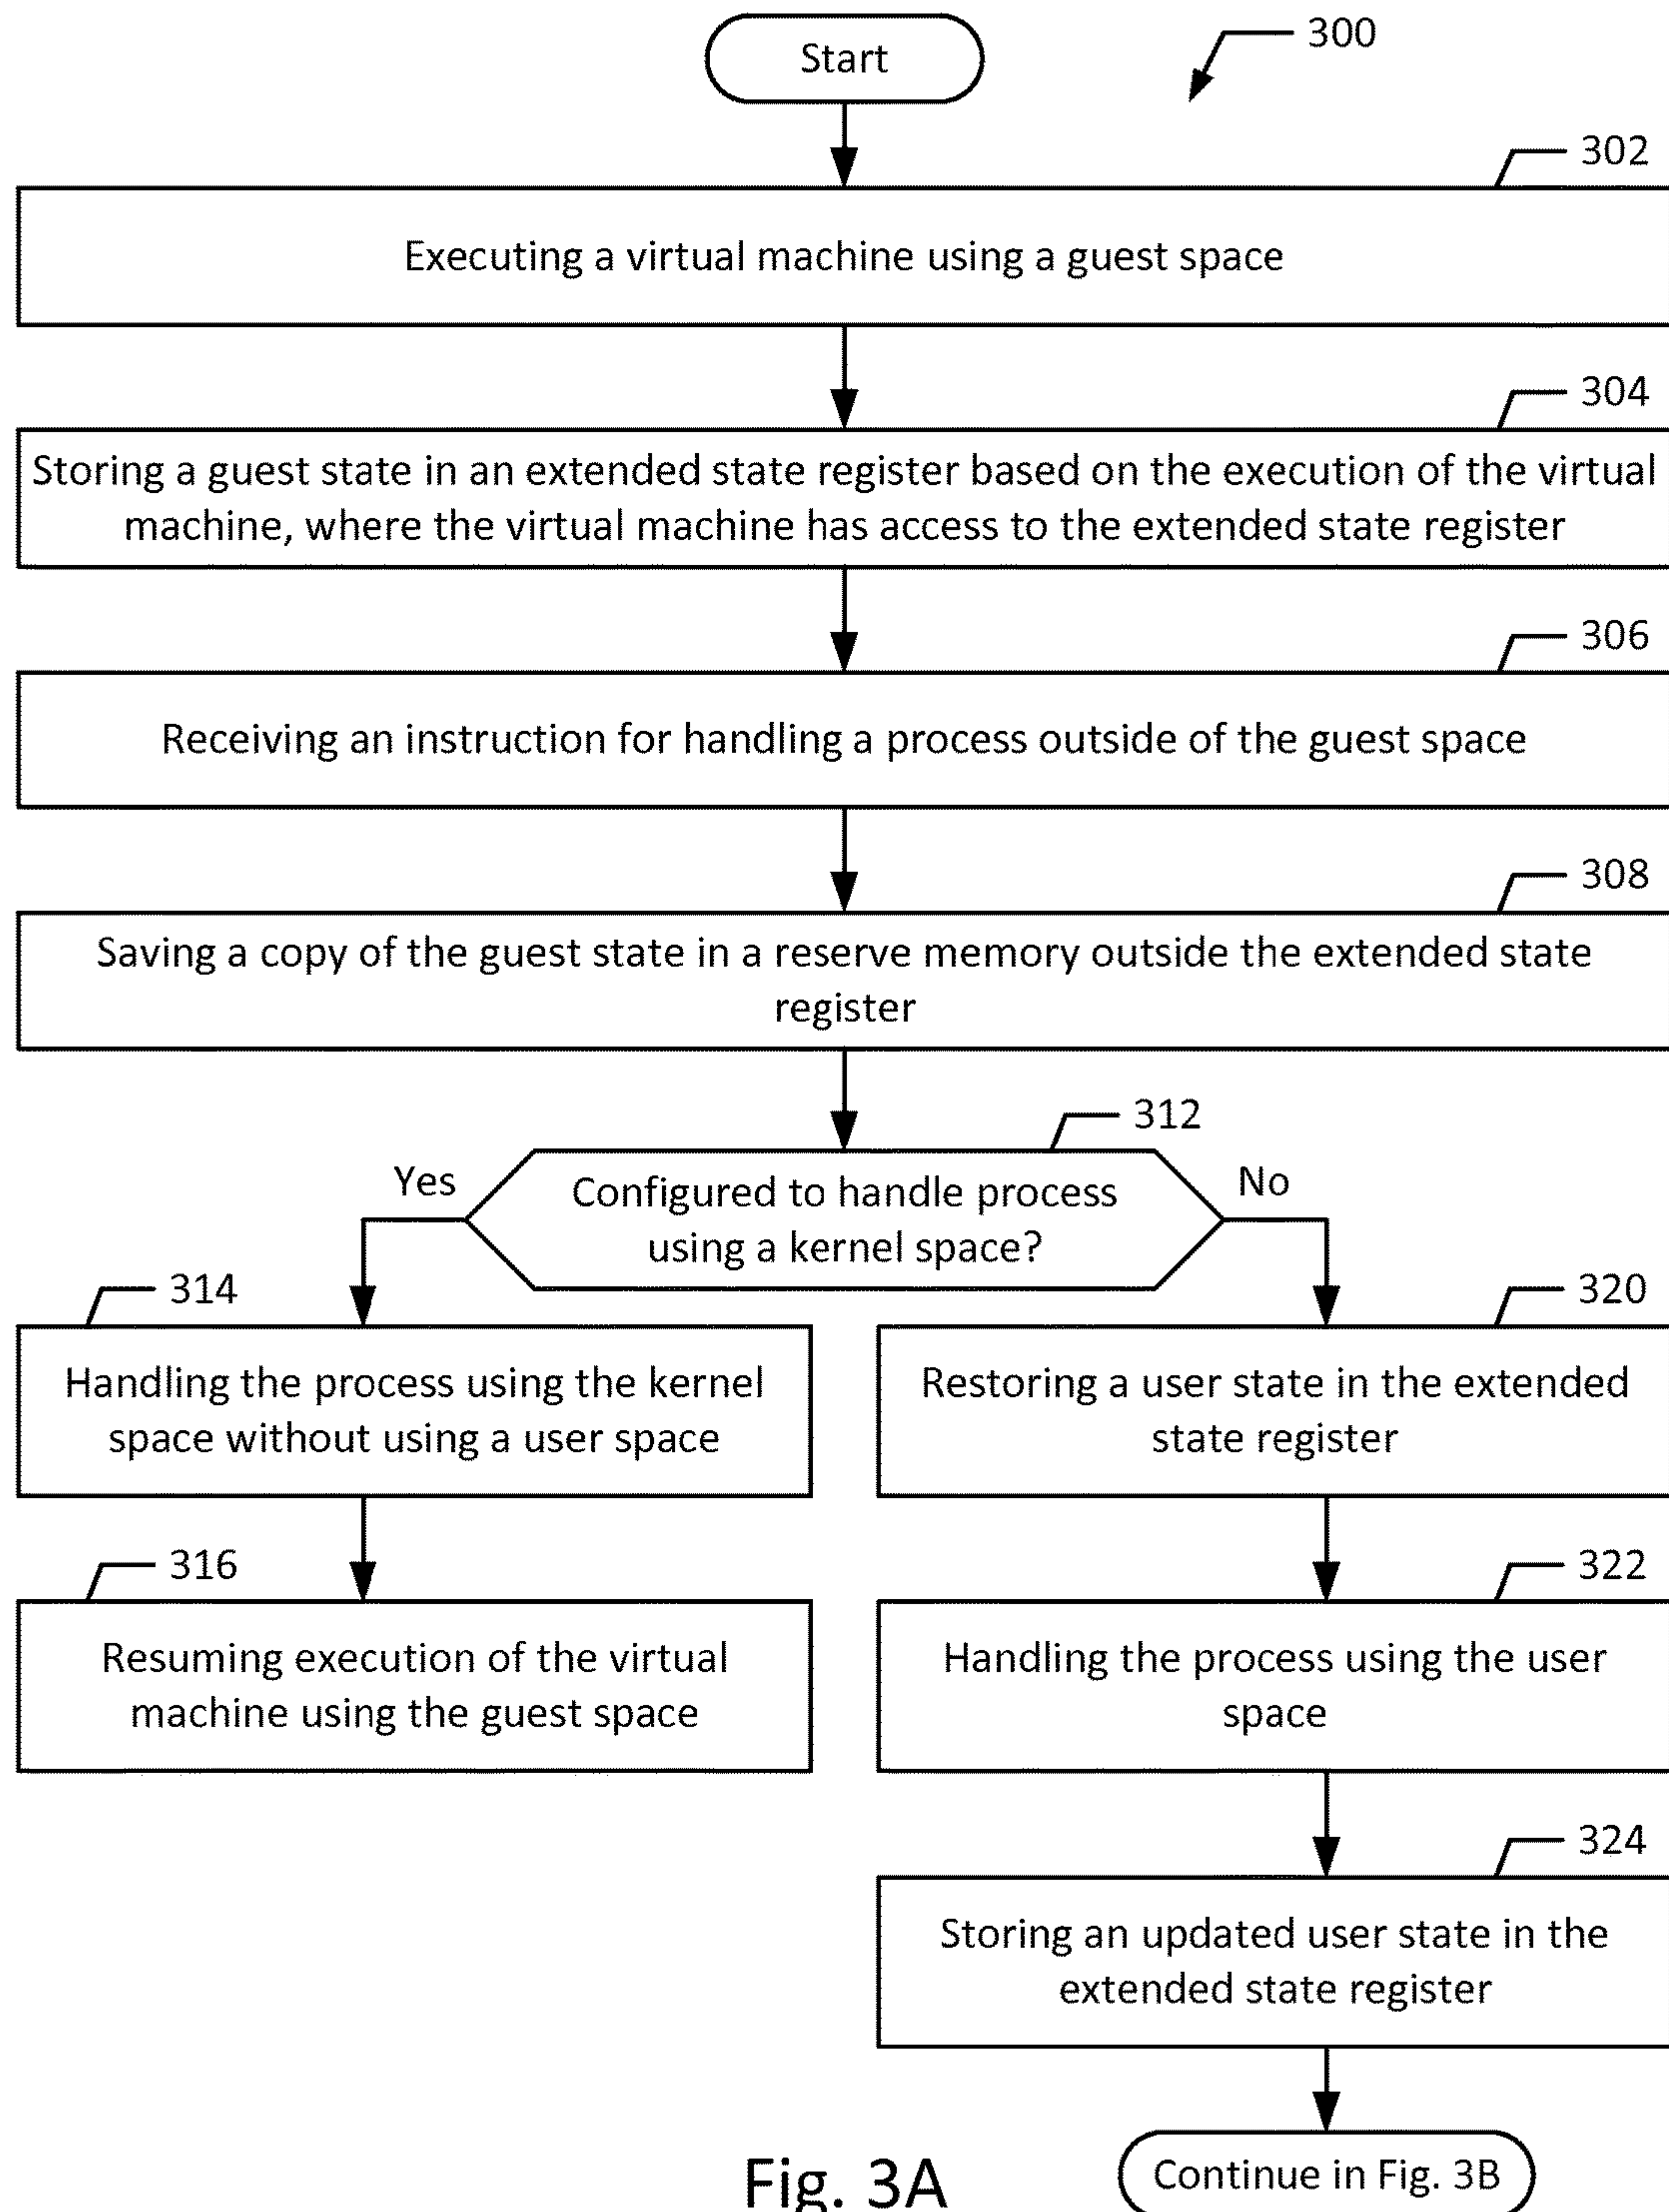 Start
300
302
Executing a virtual machine using a guest space
304
Storing a guest state in an extended state register based on the execution of the virtual
machine, where the virtual machine has access to the extended state register
306
Receiving an instruction for handling a process outside of the guest space
308
Saving a copy of the guest state in a reserve memory outside the extended state
register
312
Yes
Configured to handle process
using a kernel space?
No
314
Handling the process using the kernel
space without using a user space
316
Resuming execution of the virtual
machine using the guest space
320
Restoring a user state in the extended
state register
322
Handling the process using the user
space
324
Storing an updated user state in the
extended state register
Continue in Fig. 3B
Fig. 3A